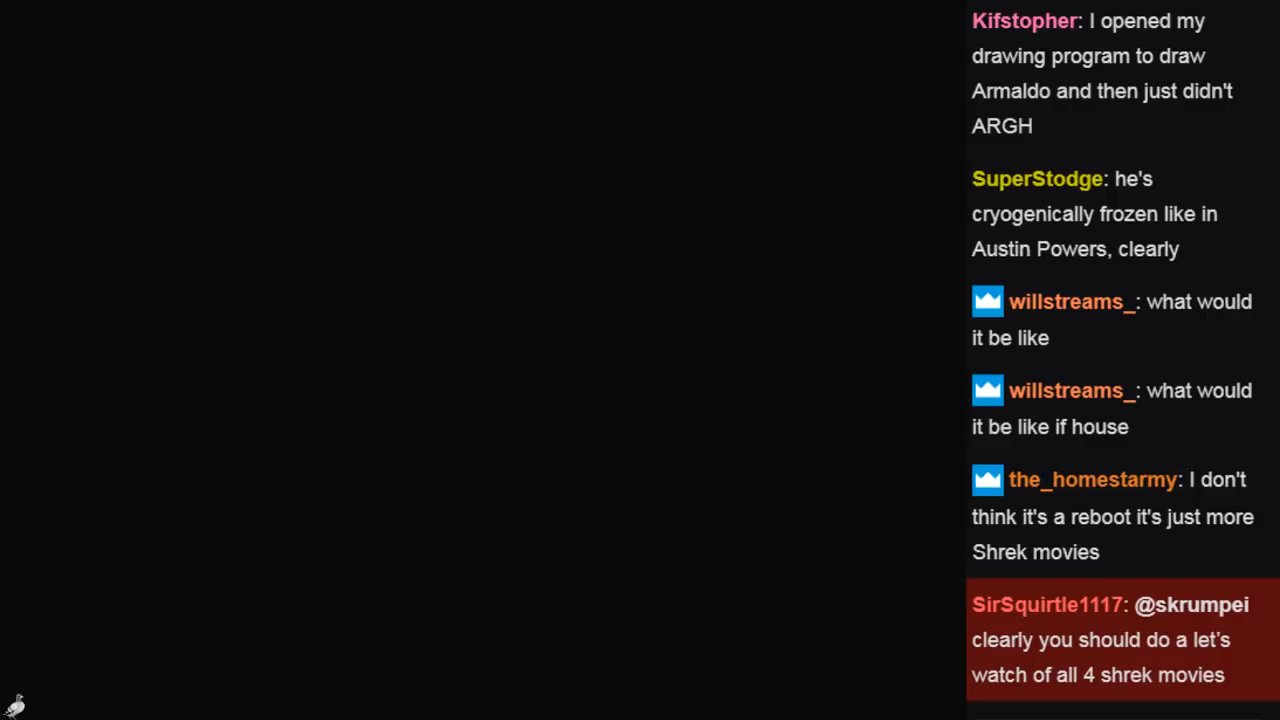 Kifstopher: I opened my
drawing program to draw
Armaldo and then just didn't
ARGH
SuperStodge: he's
cryogenically frozen like in
Austin Powers, clearly
willstreams_: what would
it be like
willstreams_: what would
it be like if house
the_homestarmy: I don't
think it's a reboot it's just more
Shrek movies
SirSquirtle1117: @skrumpei
clearly you should do a let’s
watch of all 4 shrek movies